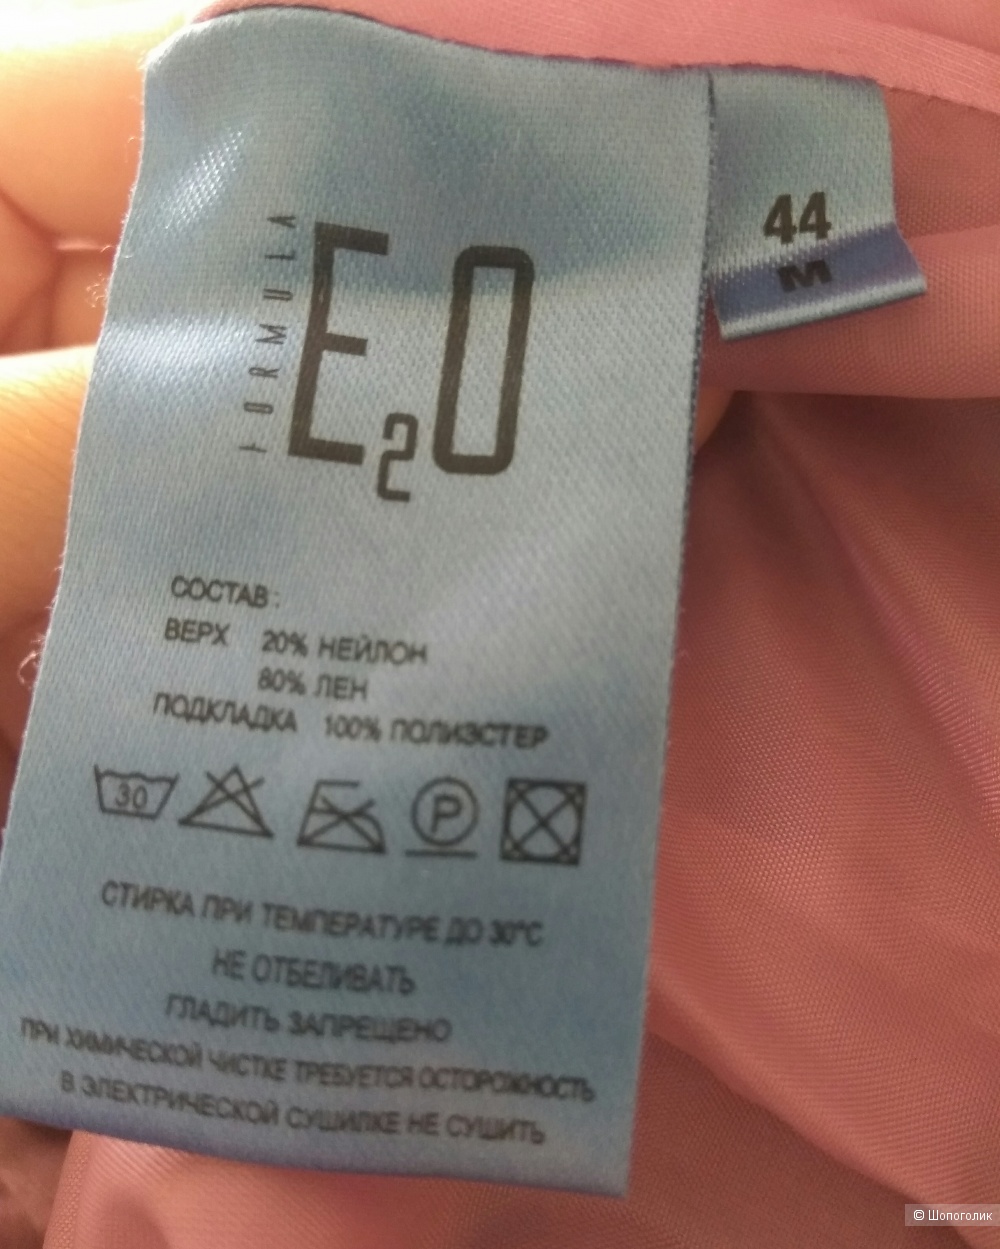 FORMULA
E2O
44
M
СОСТАВ :
ВЕРХ 20% НЕЙЛОН
80% ЛЕН
ПОДКЛАДКА 100% ПОЛИЭСТЕР
30
P
СТИРКА ПРИ ТЕМПЕРАТУРЕ ДО 30°C
НЕ ОТБЕЛИВАТЬ
ГЛАДИТЬ ЗАПРЕЩЕНО
ПРИ ХИМИЧЕСКОЙ ЧИСТКЕ ТРЕБУЕТСЯ ОСТОРОЖНОСТЬ
В ЭЛЕКТРИЧЕСКОЙ СУШИЛКЕ НЕ СУШИТЬ
© Шопоголик